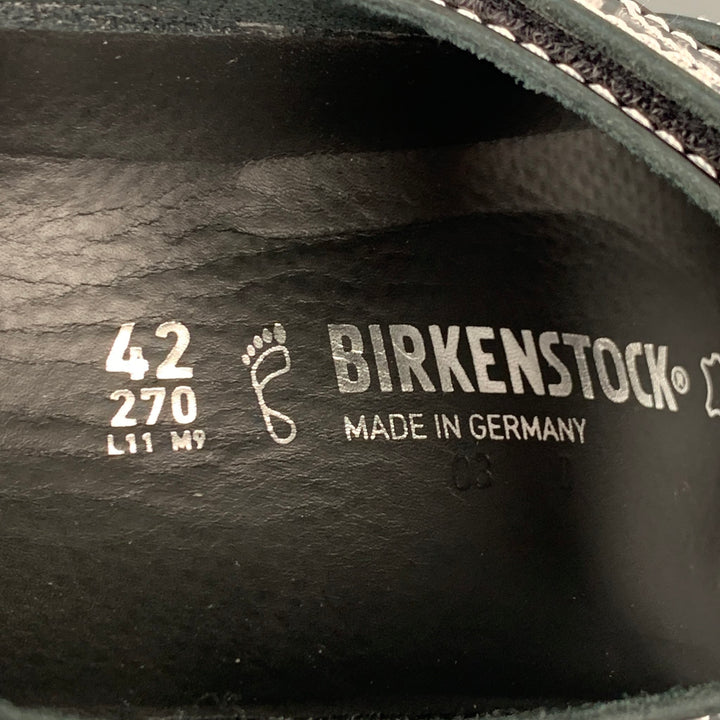 42
270
L11 M9
BIRKENSTOCK®
MADE IN GERMANY